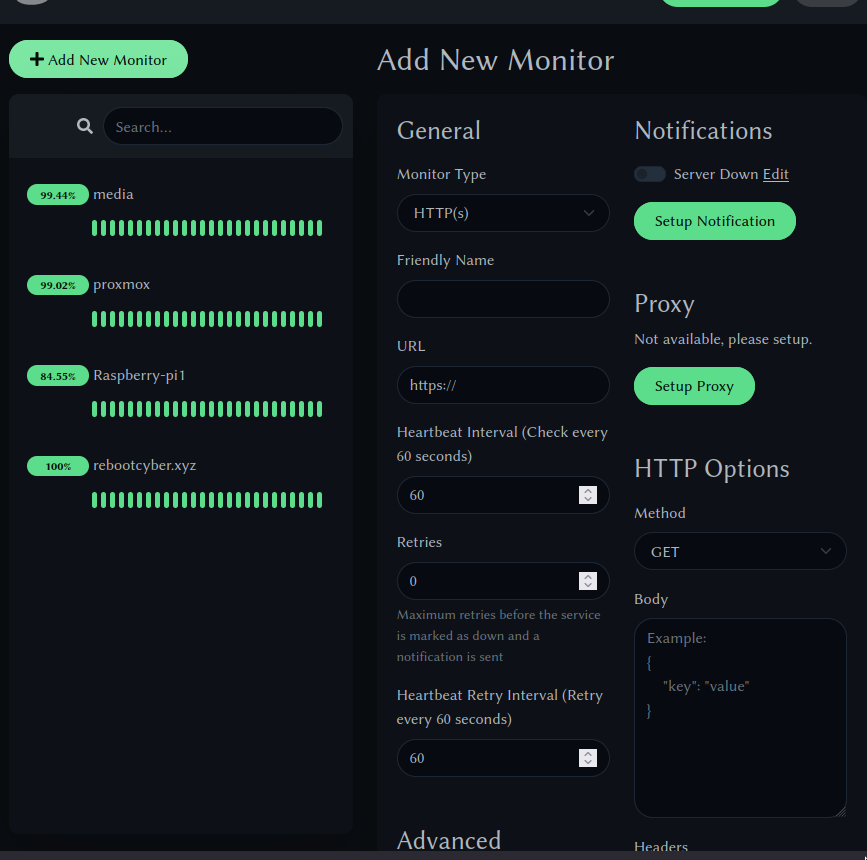 Add New Monitor
Search...
99.44% media
99.02% proxmox
84.55% Raspberry-pi1
100% rebootcyber.xyz
Add New Monitor
General
Monitor Type
HTTP(s)
Friendly Name
URL
https://
Heartbeat Interval (Check every
60 seconds)
60
Retries
0
Maximum retries before the service
is marked as down and a
notification is sent
Heartbeat Retry Interval (Retry
every 60 seconds)
60
Advanced
Notifications
Server Down Edit
Setup Notification
Proxy
Not available, please setup.
Setup Proxy
HTTP Options
Method
GET
Body
Example:
{
"key": "value"
}
Headers